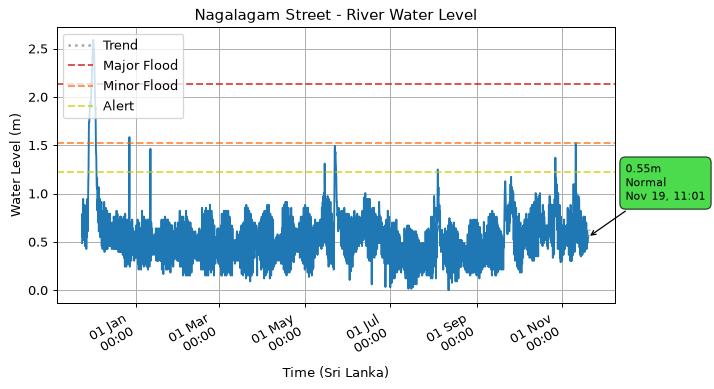 Nagalagam Street - River Water Level
Water Level (m)
2.5
2.0
1.5
1.0
0.5
0.0
Trend
Major Flood
Minor Flood
Alert
0.55m
Normal
Nov 19, 11:01
01 Jan
00:00
01 Mar
00:00
01 May
00:00
01 Jul
00:00
01 Sep
00:00
01 Nov
00:00
Time (Sri Lanka)